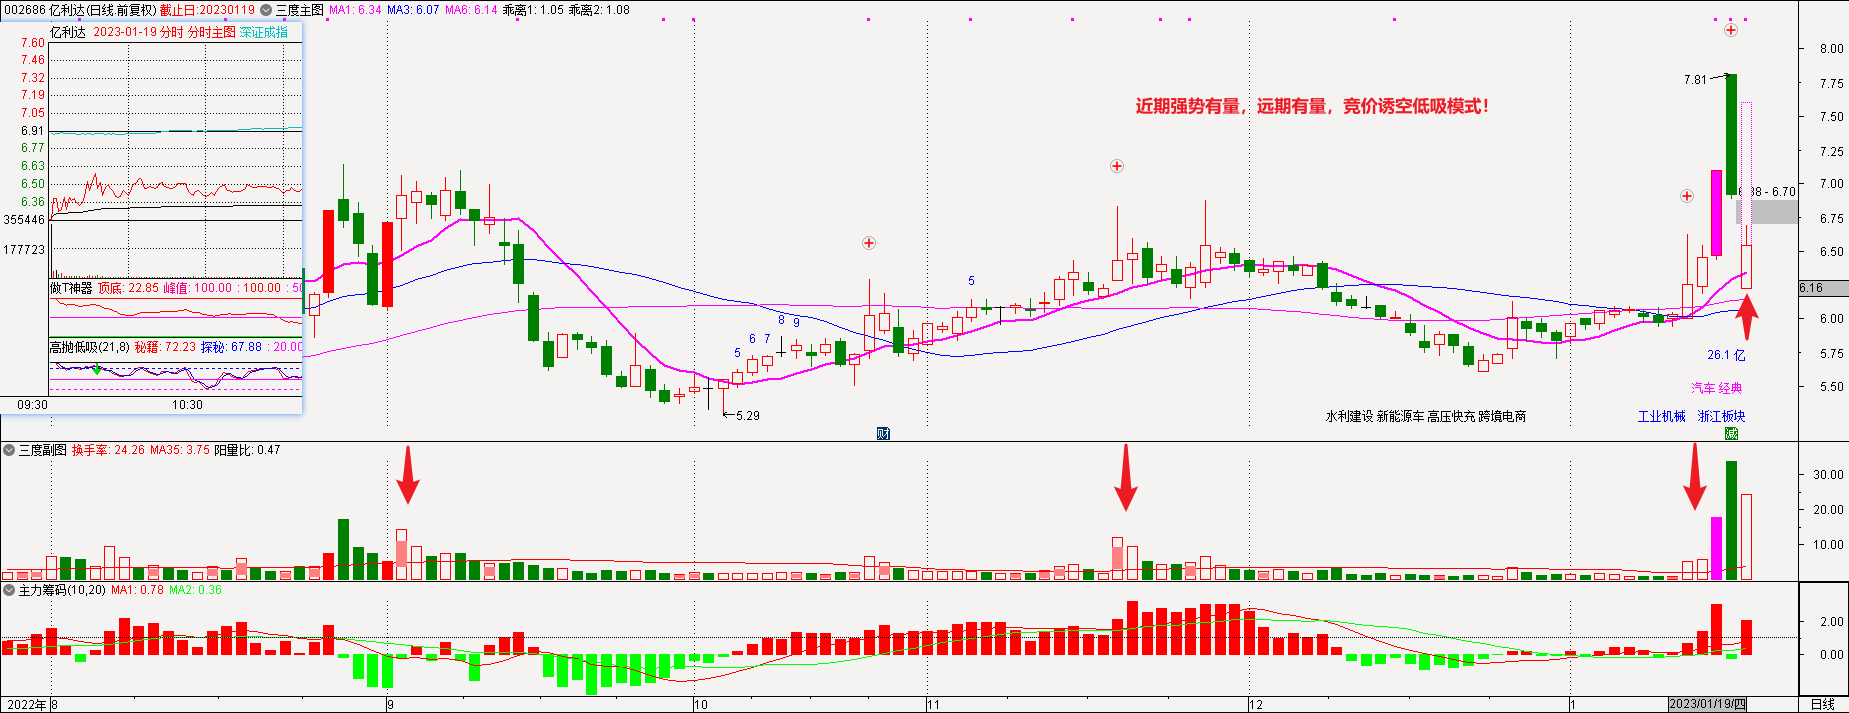 002686 亿利达(日线.前复权) 截止日:20230119 三度主图 MA1: 6.34 MA3: 6.07 MA6: 6.14 乖离1: 1.05 乖离2: 1.08
亿利达 2023-01-19 分时 分时主图 深证成指
7.60
7.46
7.32
7.19
7.05
6.91
6.77
6.63
6.50
6.36
355446
177723
做T神器 顶底: 22.85 峰值: 100.00 : 100.00 : 50
高抛低吸(21,8) 秘籍: 72.23 探秘: 67.88 : 20.00
09:30
10:30
近期强势有量，远期有量，竞价诱空低吸模式！
7.81
- 6.70
8.00
7.75
7.50
7.25
7.00
6.75
6.50
6.16
6.00
5.75
5.50
5
6
7
8
9
5
5.29
26.1 亿
汽车 经典
水利建设 新能源车 高压快充 跨境电商
工业机械 浙江板块
财
减
三度副图 换手率: 24.26 MA35: 3.75 阳量比: 0.47
30.00
20.00
10.00
主力筹码(10,20) MA1: 0.78 MA2: 0.36
2.00
0.00
2022年 8 9 10 11 12 1 2023/01/19/四 日线